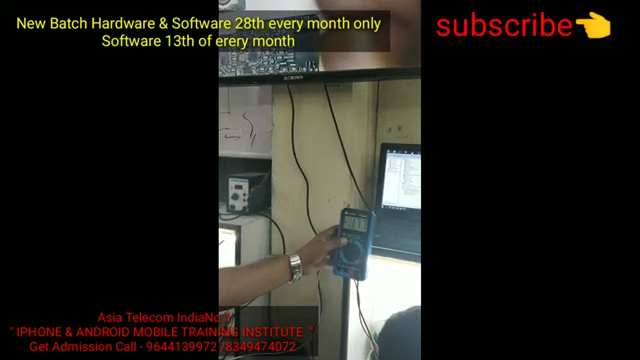 New Batch Hardware & Software 28th every month only
Software 13th of erery month
subscribe
Asia Telecom IndiaNo.1
" IPHONE & ANDROID MOBILE TRAINING INSTITUTE "
Get Admission Call - 9644139972 /8349474072